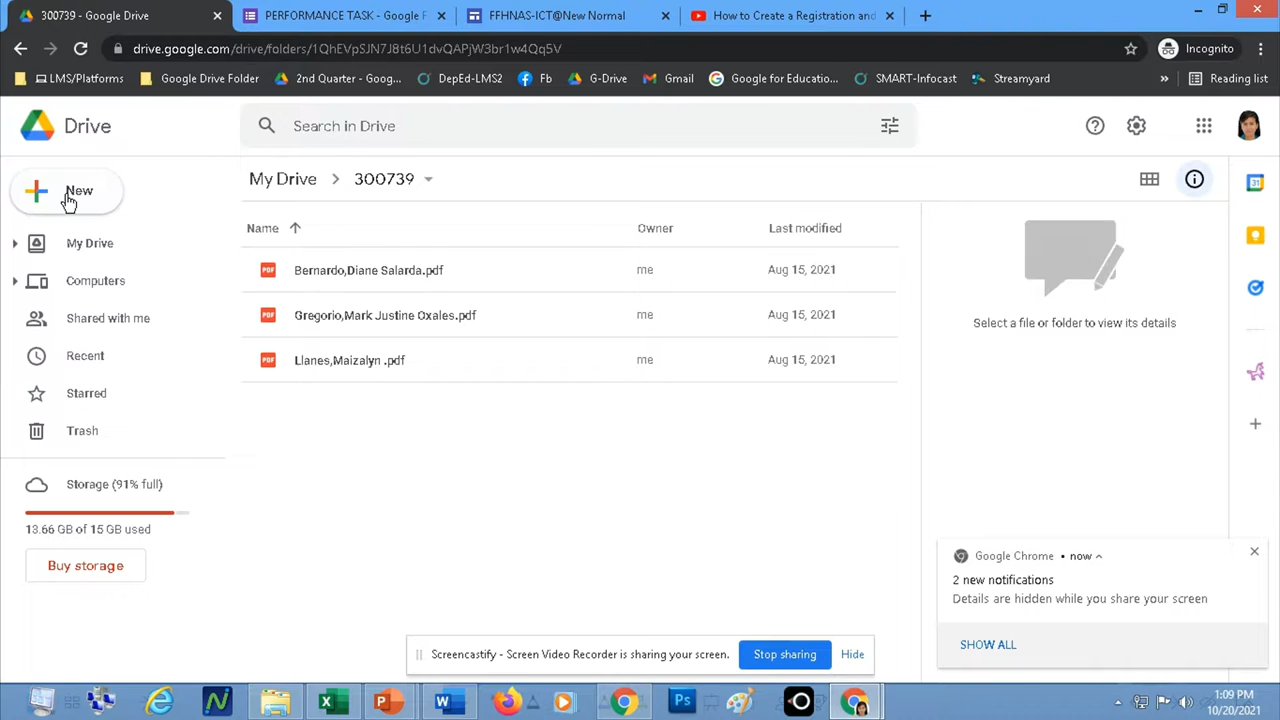 300739 - Google Drive
PERFORMANCE TASK - Google F
FFHNAS-ICT@New Normal
How to Create a Registration and
drive.google.com/drive/folders/1QhEVpSJN7J8t6U1dvQAPjW3br1w4Qq5V
Incognito
LMS/Platforms
Google Drive Folder
2nd Quarter - Goog...
DepEd-LMS2
Fb
G-Drive
Gmail
Google for Educatio...
SMART-Infocast
Streamyard
»
Reading list
Drive
Search in Drive
New
My Drive
300739
Name
Owner
Last modified
Bernardo,Diane Salarda.pdf
me
Aug 15, 2021
Gregorio,Mark Justine Oxales.pdf
me
Aug 15, 2021
Llanes,Maizalyn .pdf
me
Aug 15, 2021
My Drive
Computers
Shared with me
Recent
Starred
Trash
Storage (91% full)
13.66 GB of 15 GB used
Buy storage
Select a file or folder to view its details
Google Chrome • now
2 new notifications
Details are hidden while you share your screen
SHOW ALL
Screencastify - Screen Video Recorder is sharing your screen.
Stop sharing
Hide
1:09 PM
10/20/2021